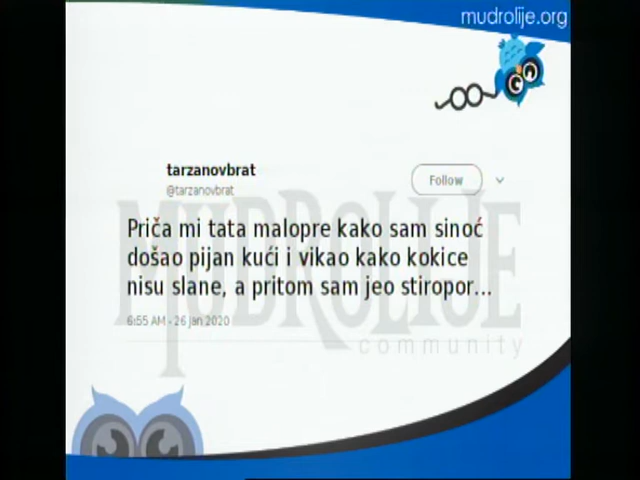 mudrolije.org
tarzanovbrat
@tarzanovbrat
Follow
Priča mi tata malopre kako sam sinoć
došao pijan kući i vikao kako kokice
nisu slane, a pritom sam jeo stiropor...
6:55 AM - 26 Jan 2020
MUDROLIJE
community